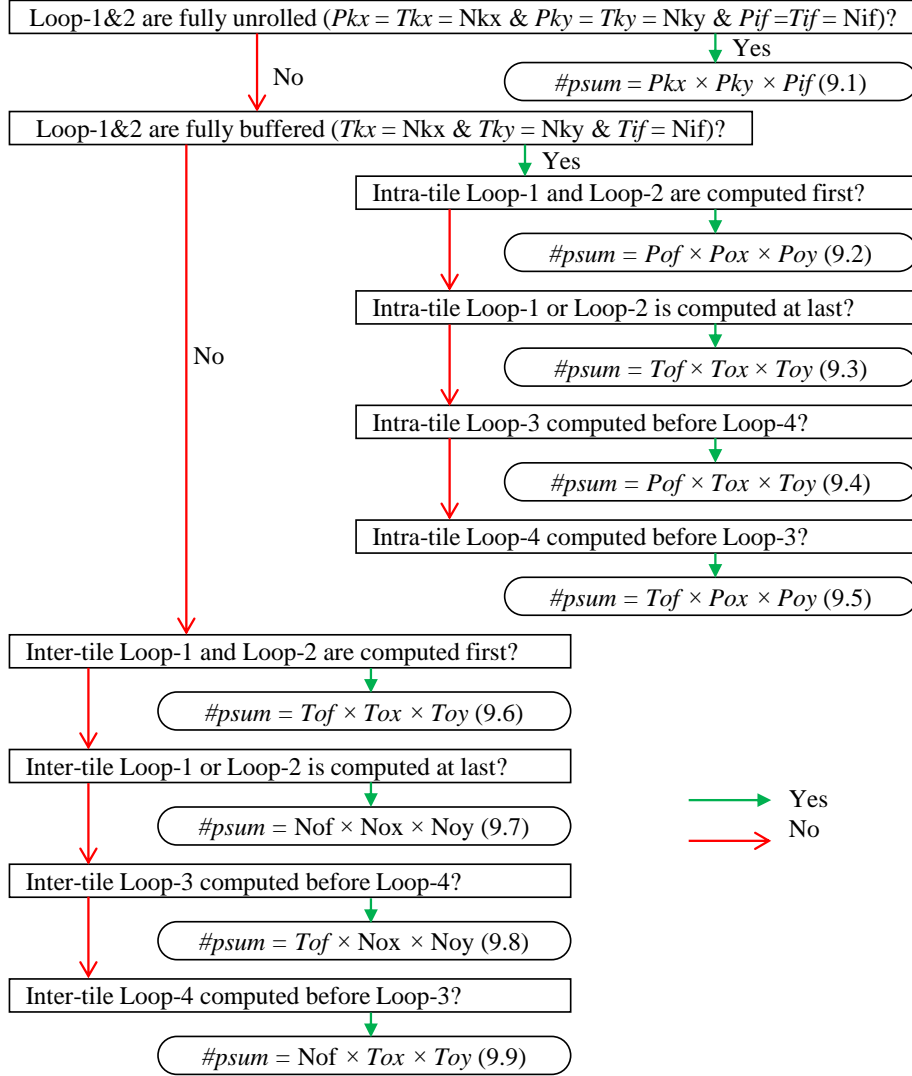 Loop-1&2 are fully unrolled (Pkx = Tkx = Nkx & Pky = Tky = Nky & Pif =Tif = Nif)?
Yes
No
#psum = Pkx × Pky × Pif (9.1)
Loop-1&2 are fully buffered (Tkx = Nkx & Tky = Nky & Tif = Nif)?
Yes
Intra-tile Loop-1 and Loop-2 are computed first?
#psum = Pof × Pox × Poy (9.2)
Intra-tile Loop-1 or Loop-2 is computed at last?
No
#psum = Tof × Tox × Toy (9.3)
Intra-tile Loop-3 computed before Loop-4?
#psum = Pof × Tox × Toy (9.4)
Intra-tile Loop-4 computed before Loop-3?
#psum = Tof × Pox × Poy (9.5)
Inter-tile Loop-1 and Loop-2 are computed first?
#psum = Tof × Tox × Toy (9.6)
Inter-tile Loop-1 or Loop-2 is computed at last?
Yes
#psum = Nof × Nox × Noy (9.7)
No
Inter-tile Loop-3 computed before Loop-4?
#psum = Tof × Nox × Noy (9.8)
Inter-tile Loop-4 computed before Loop-3?
#psum = Nof × Tox × Toy (9.9)